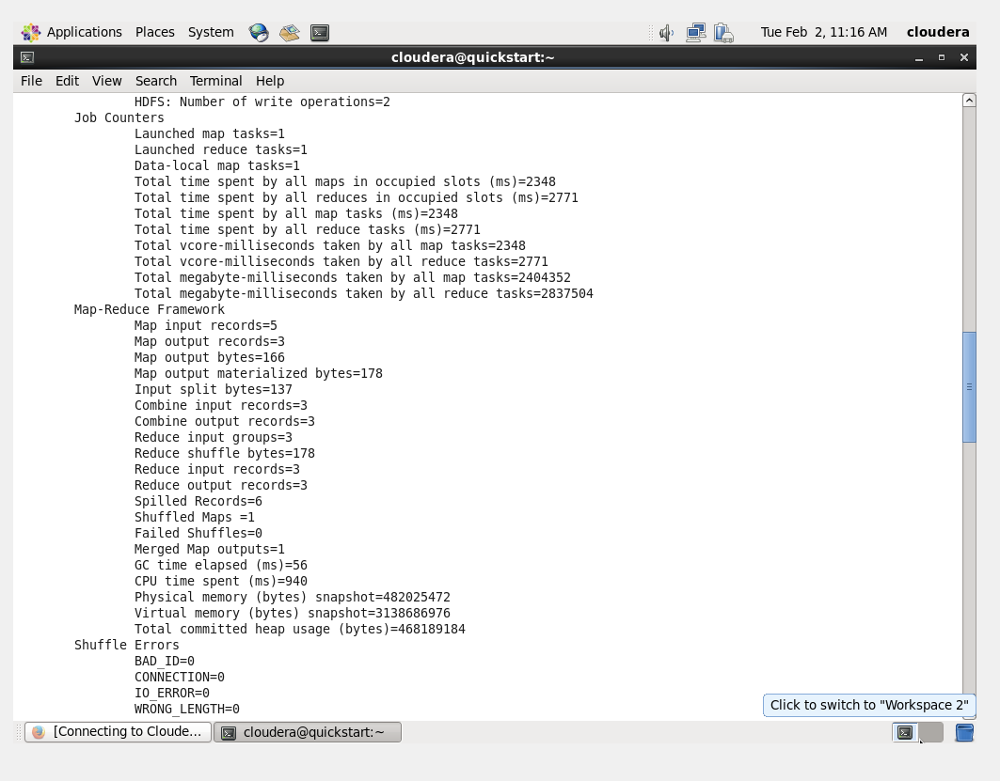 Applications Places System Tue Feb 2, 11:16 AM cloudera
cloudera@quickstart:~
File Edit View Search Terminal Help
HDFS: Number of write operations=2
Job Counters
Launched map tasks=1
Launched reduce tasks=1
Data-local map tasks=1
Total time spent by all maps in occupied slots (ms)=2348
Total time spent by all reduces in occupied slots (ms)=2771
Total time spent by all map tasks (ms)=2348
Total time spent by all reduce tasks (ms)=2771
Total vcore-milliseconds taken by all map tasks=2348
Total vcore-milliseconds taken by all reduce tasks=2771
Total megabyte-milliseconds taken by all map tasks=2404352
Total megabyte-milliseconds taken by all reduce tasks=2837504
Map-Reduce Framework
Map input records=5
Map output records=3
Map output bytes=166
Map output materialized bytes=178
Input split bytes=137
Combine input records=3
Combine output records=3
Reduce input groups=3
Reduce shuffle bytes=178
Reduce input records=3
Reduce output records=3
Spilled Records=6
Shuffled Maps =1
Failed Shuffles=0
Merged Map outputs=1
GC time elapsed (ms)=56
CPU time spent (ms)=940
Physical memory (bytes) snapshot=482025472
Virtual memory (bytes) snapshot=3138686976
Total committed heap usage (bytes)=468189184
Shuffle Errors
BAD_ID=0
CONNECTION=0
IO_ERROR=0
WRONG_LENGTH=0
Click to switch to "Workspace 2"
[Connecting to Cloude... cloudera@quickstart:~